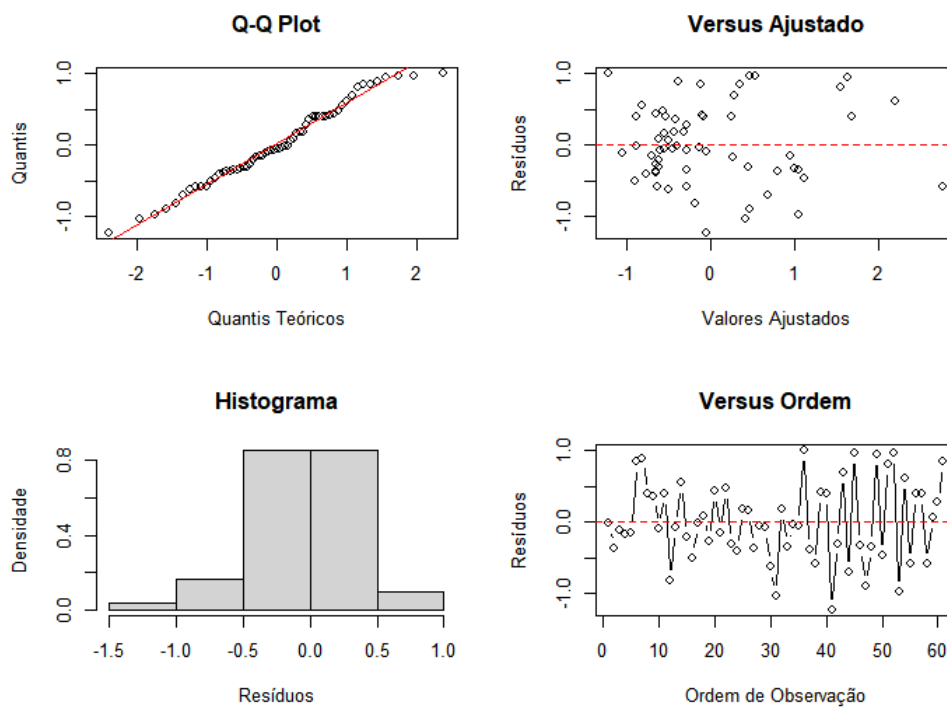 Q-Q Plot
Quantis
1.0
0.0
-1.0
-2
-1
0
1
2
Quantis Teóricos
Versus Ajustado
Resíduos
1.0
0.0
-1.0
-1
0
1
2
Valores Ajustados
Histograma
Densidade
0.8
0.4
0.0
-1.5
-1.0
-0.5
0.0
0.5
1.0
Resíduos
Versus Ordem
Resíduos
1.0
0.0
-1.0
0
10
20
30
40
50
60
Ordem de Observação